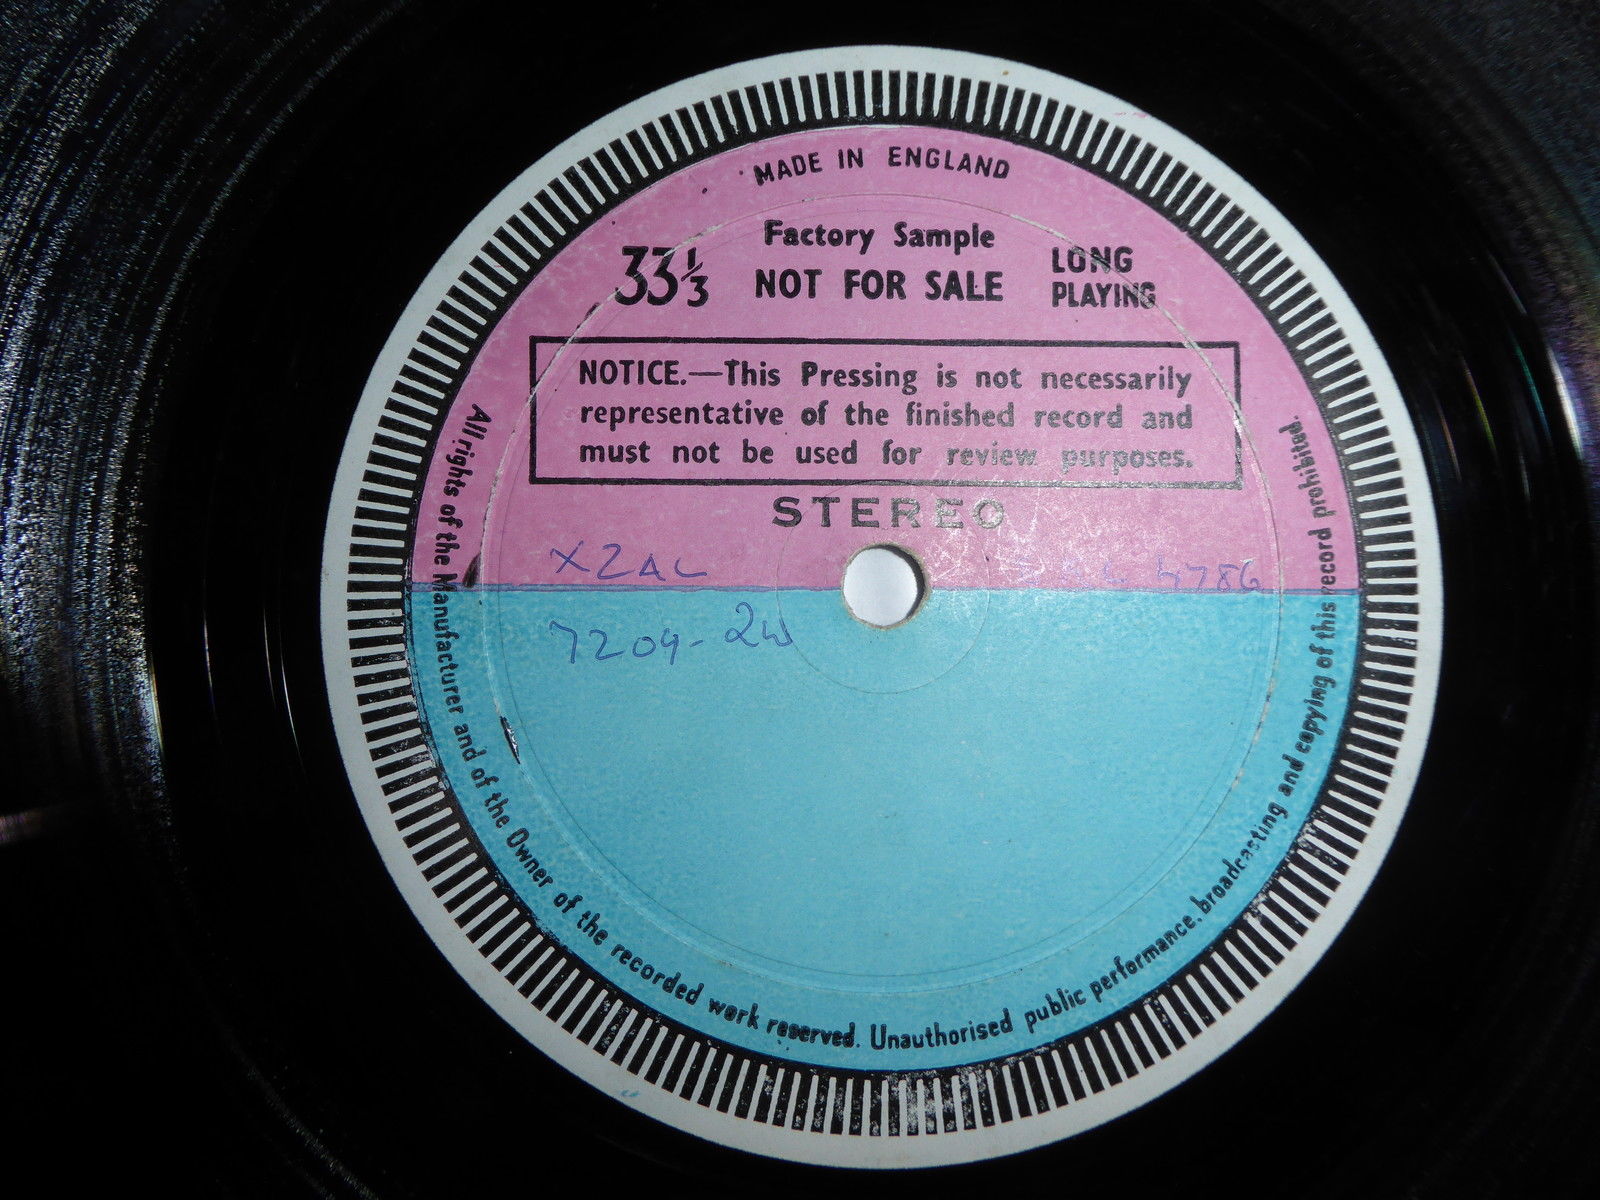 MADE IN ENGLAND
Factory Sample
33⅓ NOT FOR SALE LONG PLAYING
NOTICE.—This Pressing is not necessarily
representative of the finished record and
must not be used for review purposes.
STEREO
XZAL
4786
7209-2W
All rights of the Manufacturer and of the Owner of the recorded work reserved. Unauthorised public performance, broadcasting and copying of this record prohibited.